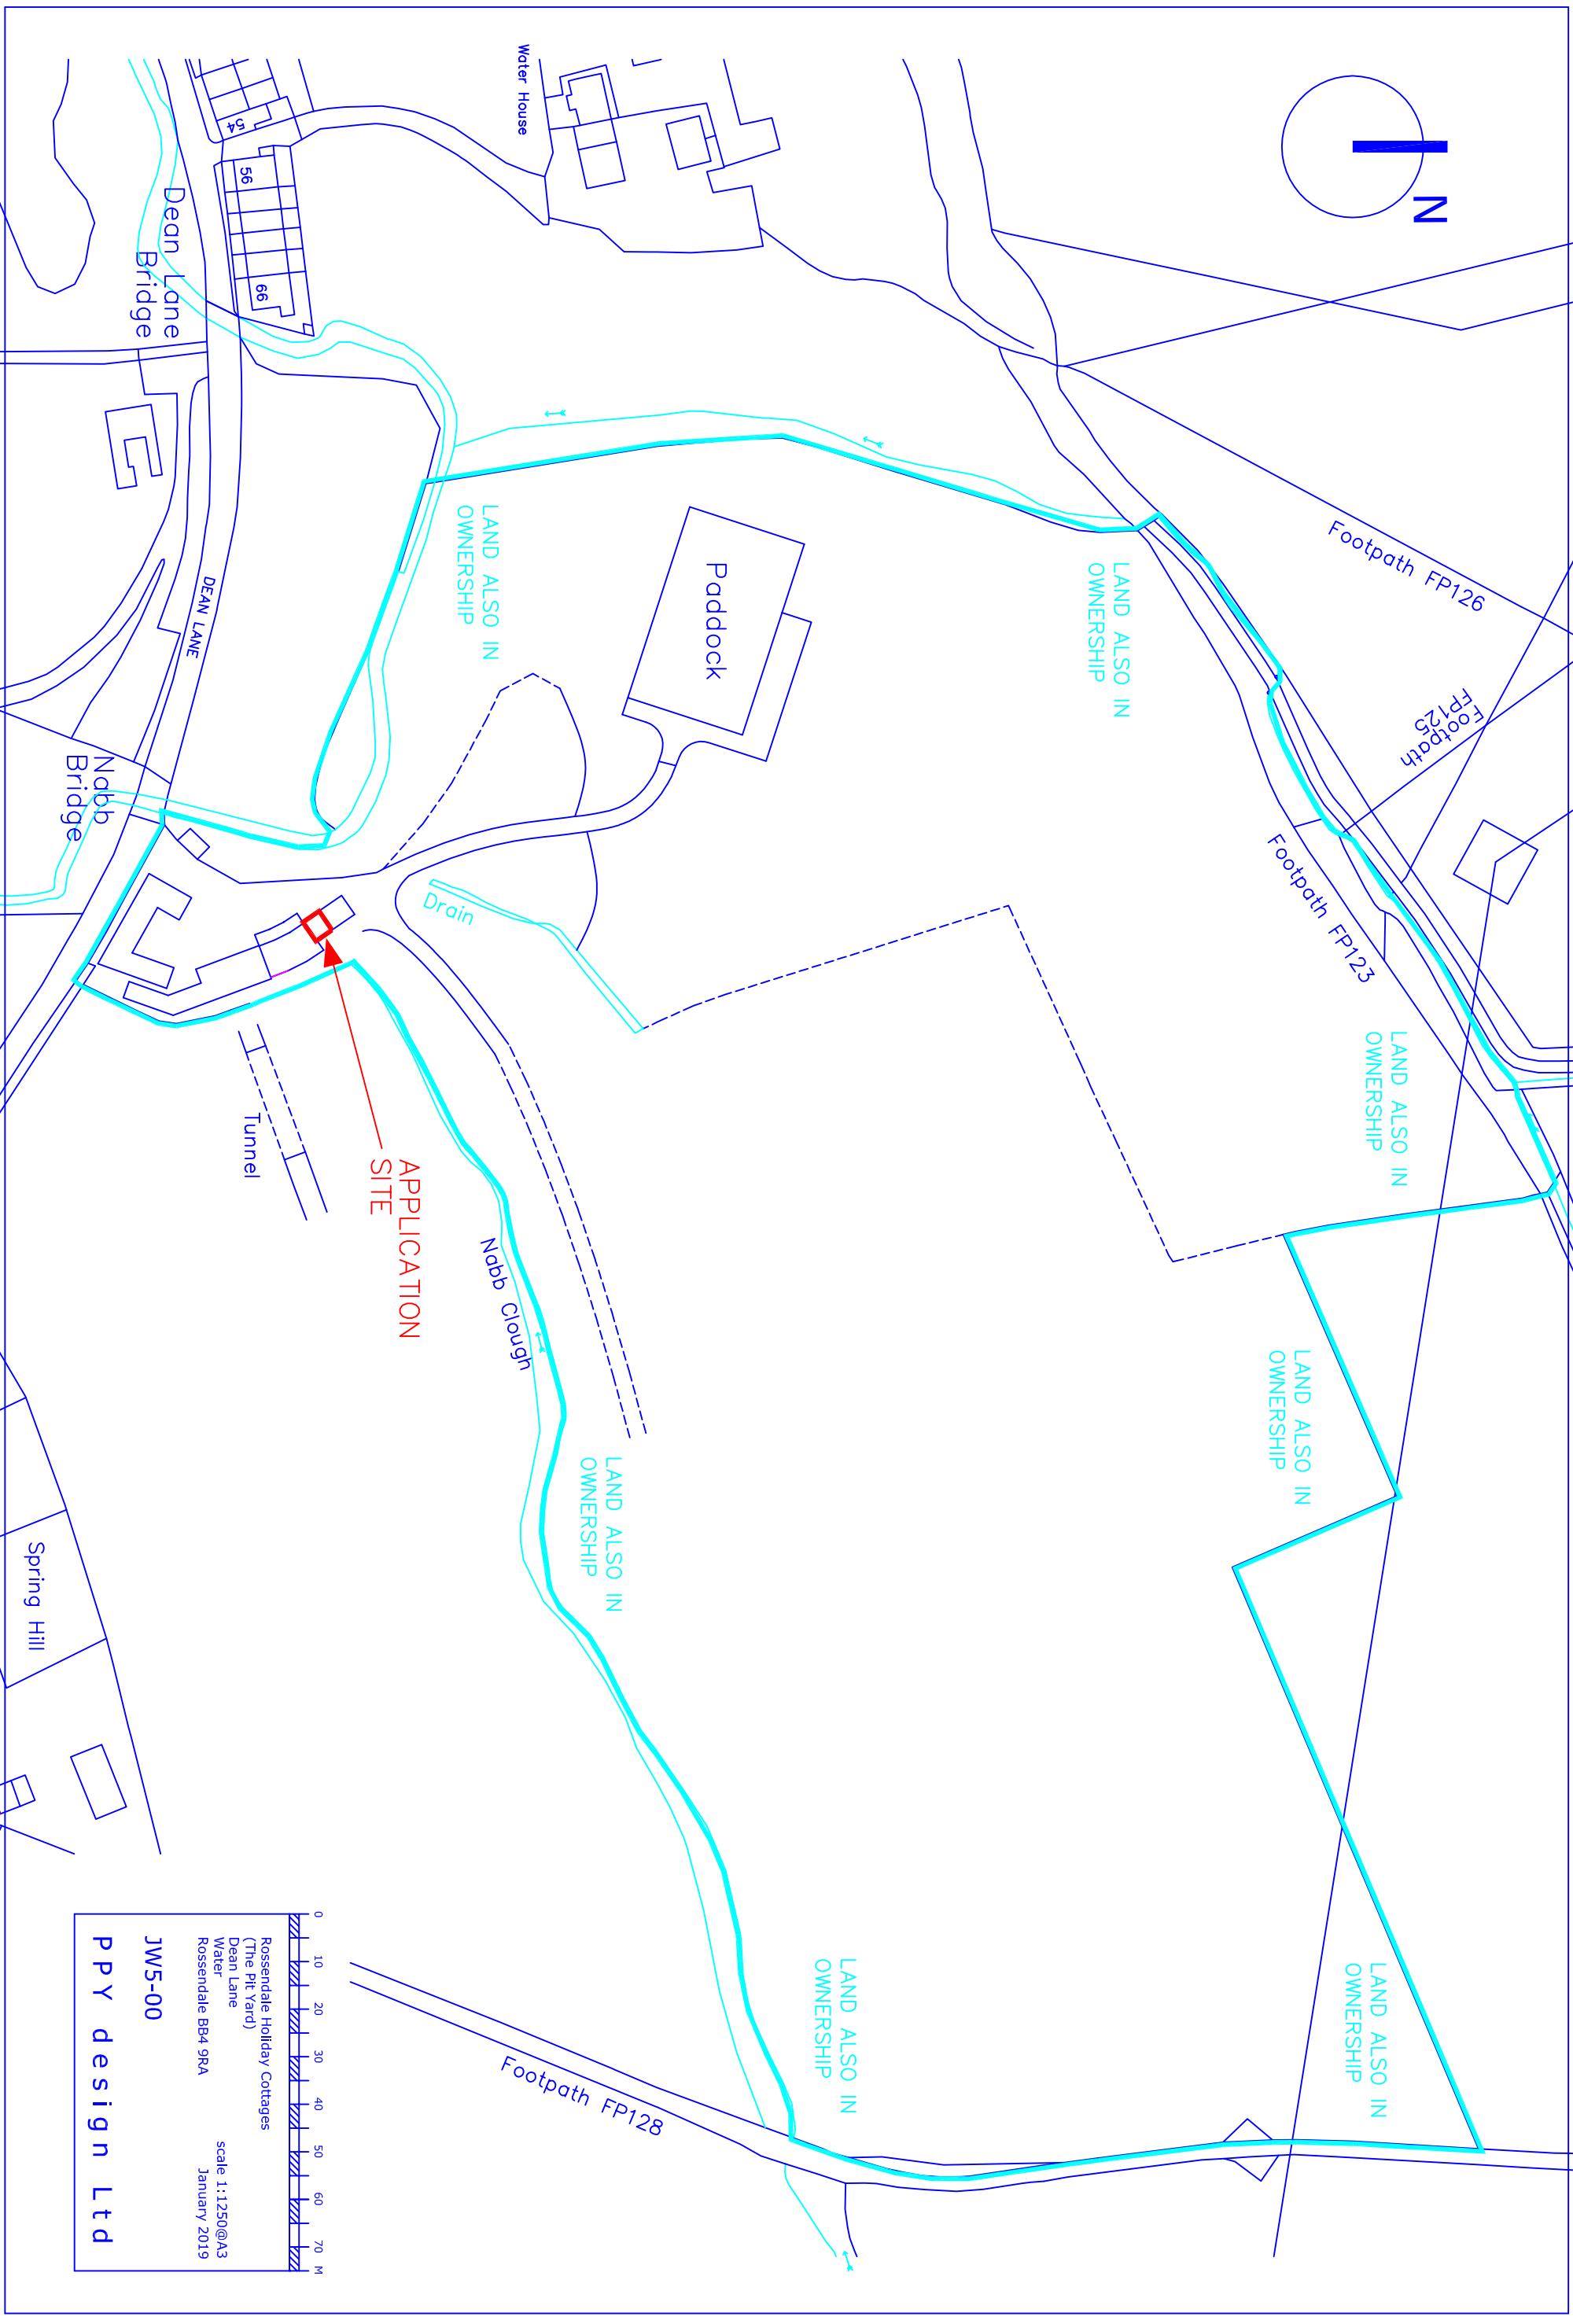 N
Water House
54
56
66
Dean Lane
Bridge
DEAN LANE
Nabb
Bridge
Paddock
Drain
Tunnel
APPLICATION
SITE
Nabb Clough
Spring Hill
Footpath FP126
Footpath
FP125
Footpath FP123
Footpath FP128
LAND ALSO IN
OWNERSHIP
LAND ALSO IN
OWNERSHIP
LAND ALSO IN
OWNERSHIP
LAND ALSO IN
OWNERSHIP
LAND ALSO IN
OWNERSHIP
LAND ALSO IN
OWNERSHIP
LAND ALSO IN
OWNERSHIP
0 10 20 30 40 50 60 70 M
Rossendale Holiday Cottages
(The Pit Yard)
Dean Lane
Water
Rossendale BB4 9RA
scale 1:1250@A3
January 2019
JW5-00
PPY design Ltd